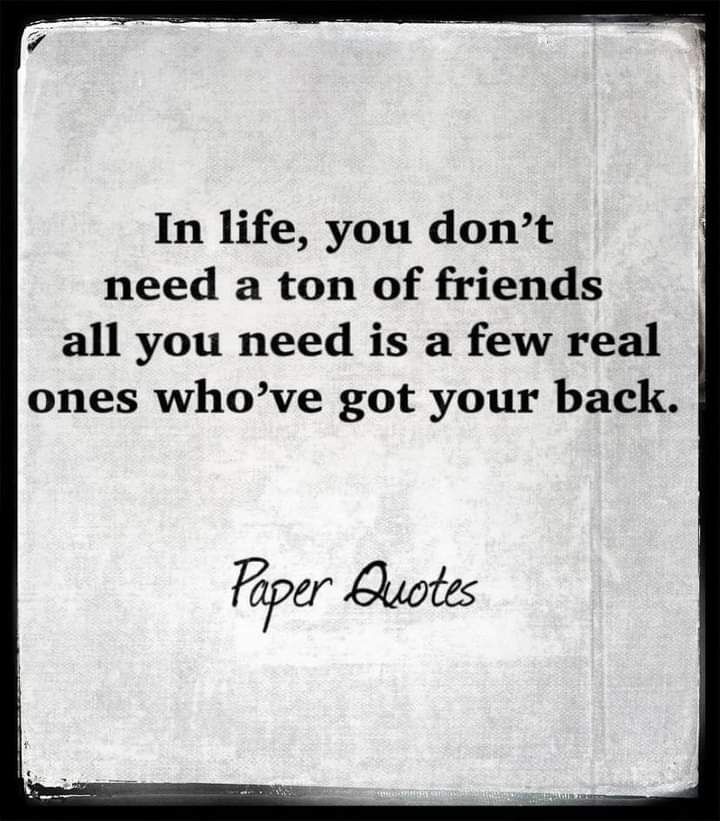 In life, you don’t
need a ton of friends
all you need is a few real
ones who’ve got your back.
Paper Quotes